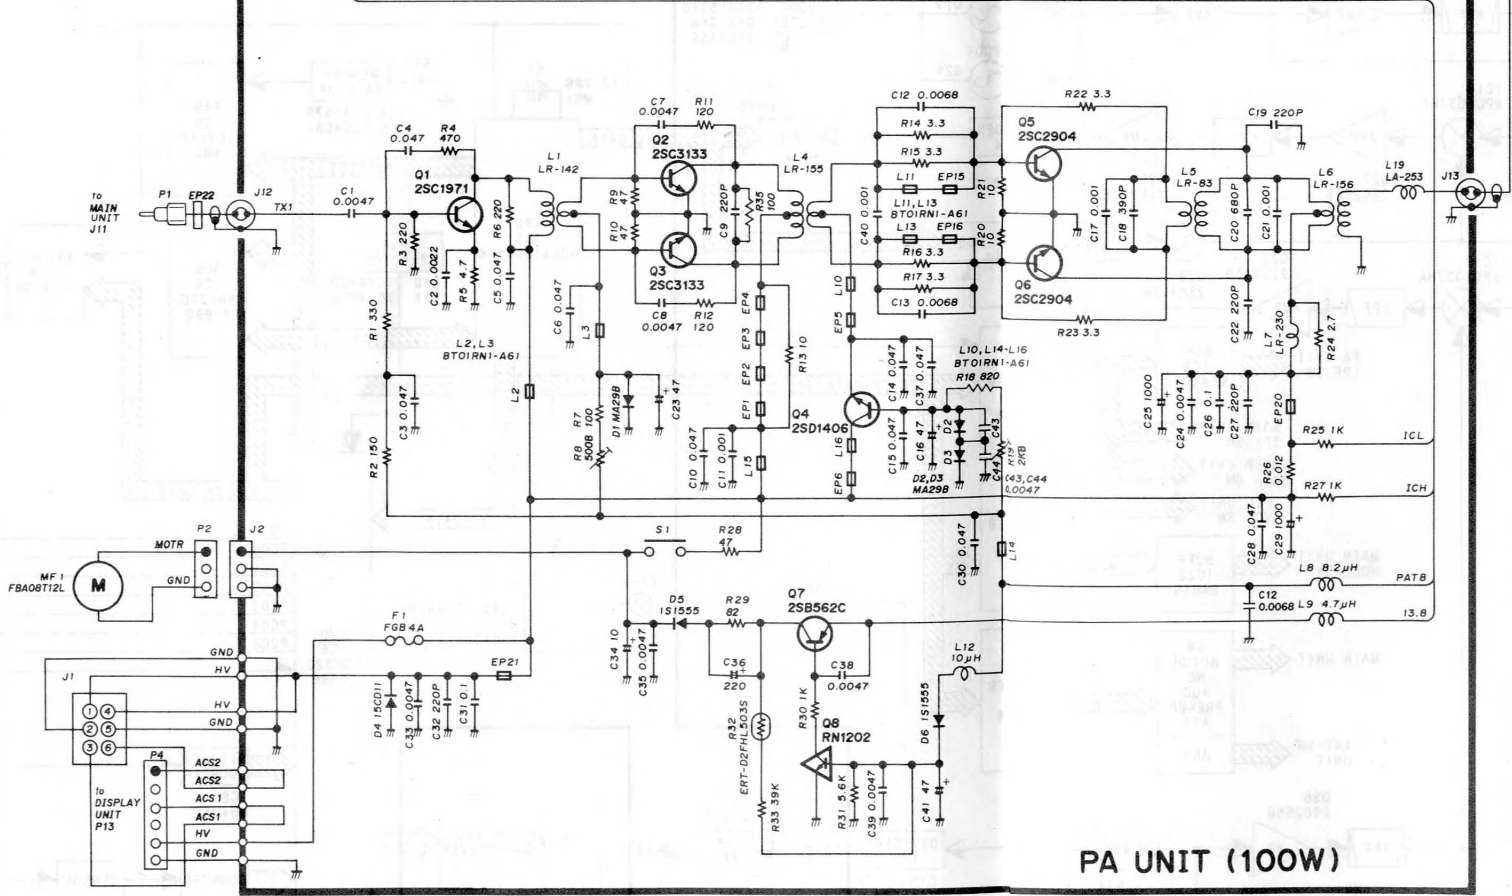 C12 0.0068
R22 3.3
C19 220P
C7
0.0047
R11
120
C4
0.047
R4
470
R14 3.3
Q5
2SC2904
Q2
2SC3133
L1
LR-142
L4
LR-155
R15 3.3
L19
LA-253
Q1
2SC1971
L5
LR-83
L6
LR-156
J13
L11
EP15
to
MAIN
UNIT
J11
P1
EP22
J12
TX1
C1
0.0047
R9
47
R10
47
R6 220
R3 220
C2 0.0022
R5 4.7
C5 0.047
C9 220P
R35
100
C40 0.001
L11, L13
BT01RN1-A61
L13
EP16
R21
10
R20
10
C17 0.001
C18 390P
C20 680P
C21 0.001
Q3
2SC3133
R16 3.3
R17 3.3
C13 0.0068
Q6
2SC2904
C8
0.0047
R12
120
R23 3.3
C22 220P
L7
LR-230
R24 2.7
R1 330
C6 0.047
L3
EP4
EP3
EP2
EP1
R13 10
L10
EP5
L2, L3
BT01RN1-A61
L2
C14 0.0047
C37 0.001
L10, L14-L16
BT01RN1-A61
R18 820
C3 0.047
R7
100
R8
500B
D1 MA29B
C23 47
Q4
2SD1406
C25 1000
C24 0.0047
C26 0.1
C27 220P
EP20
R25 1K
ICL
R2 150
C10 0.047
C11 0.001
L15
L16
EP6
C15 0.047
C16 47
D2
D3
D2, D3
MA29B
C43
C44
R19
2KB
C43, C44
0.0047
R26
0.012
R27 1K
ICH
P2
J2
MOTR
GND
MF1
FBA08T12L
M
S1
R28
47
C30 0.047
L14
C28 0.047
C29 1000
L8 8.2μH
PAT8
C12
0.0068
L9 4.7μH
13.8
F1
FGB 4A
D5
1S1555
R29
82
Q7
2SB562C
GND
HV
J1
HV
GND
1
4
2
5
3
6
EP21
D4 15CD11
C33 0.0047
C32 220P
C31 0.1
C34 10
C35 0.0047
C36
220
C38
0.0047
L12
10μH
R30 1K
Q8
RN1202
D6 1S1555
R32
ERT-D2FHL503S
R33 39K
R31 5.6K
C39 0.0047
C41 47
P4
ACS2
ACS2
ACS1
ACS1
HV
GND
to
DISPLAY
UNIT
P13
PA UNIT (100W)